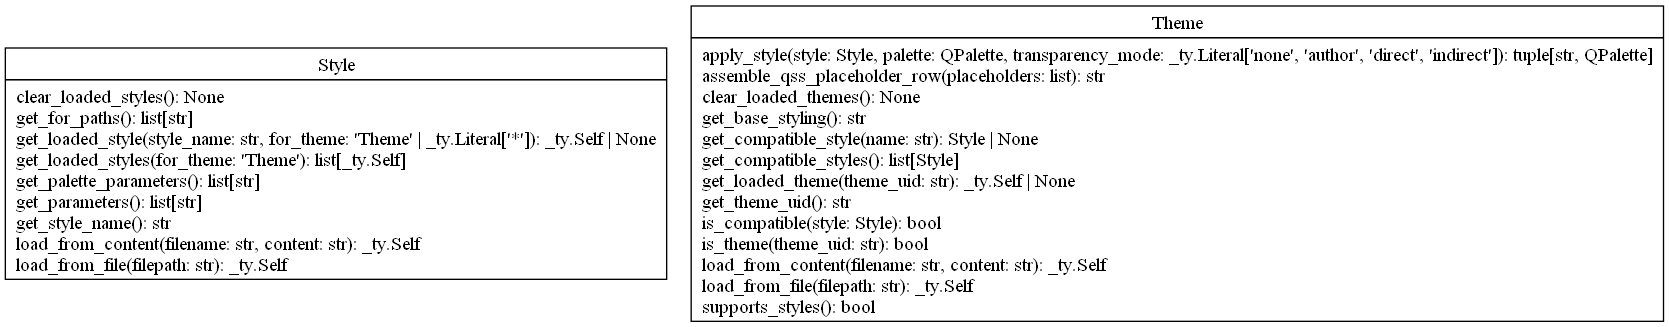 Style
clear_loaded_styles(): None
get_for_paths(): list[str]
get_loaded_style(style_name: str, for_theme: 'Theme' | _ty.Literal['*']): _ty.Self | None
get_loaded_styles(for_theme: 'Theme'): list[_ty.Self]
get_palette_parameters(): list[str]
get_parameters(): list[str]
get_style_name(): str
load_from_content(filename: str, content: str): _ty.Self
load_from_file(filepath: str): _ty.Self
Theme
apply_style(style: Style, palette: QPalette, transparency_mode: _ty.Literal['none', 'author', 'direct', 'indirect']): tuple[str, QPalette]
assemble_qss_placeholder_row(placeholders: list): str
clear_loaded_themes(): None
get_base_styling(): str
get_compatible_style(name: str): Style | None
get_compatible_styles(): list[Style]
get_loaded_theme(theme_uid: str): _ty.Self | None
get_theme_uid(): str
is_compatible(style: Style): bool
is_theme(theme_uid: str): bool
load_from_content(filename: str, content: str): _ty.Self
load_from_file(filepath: str): _ty.Self
supports_styles(): bool